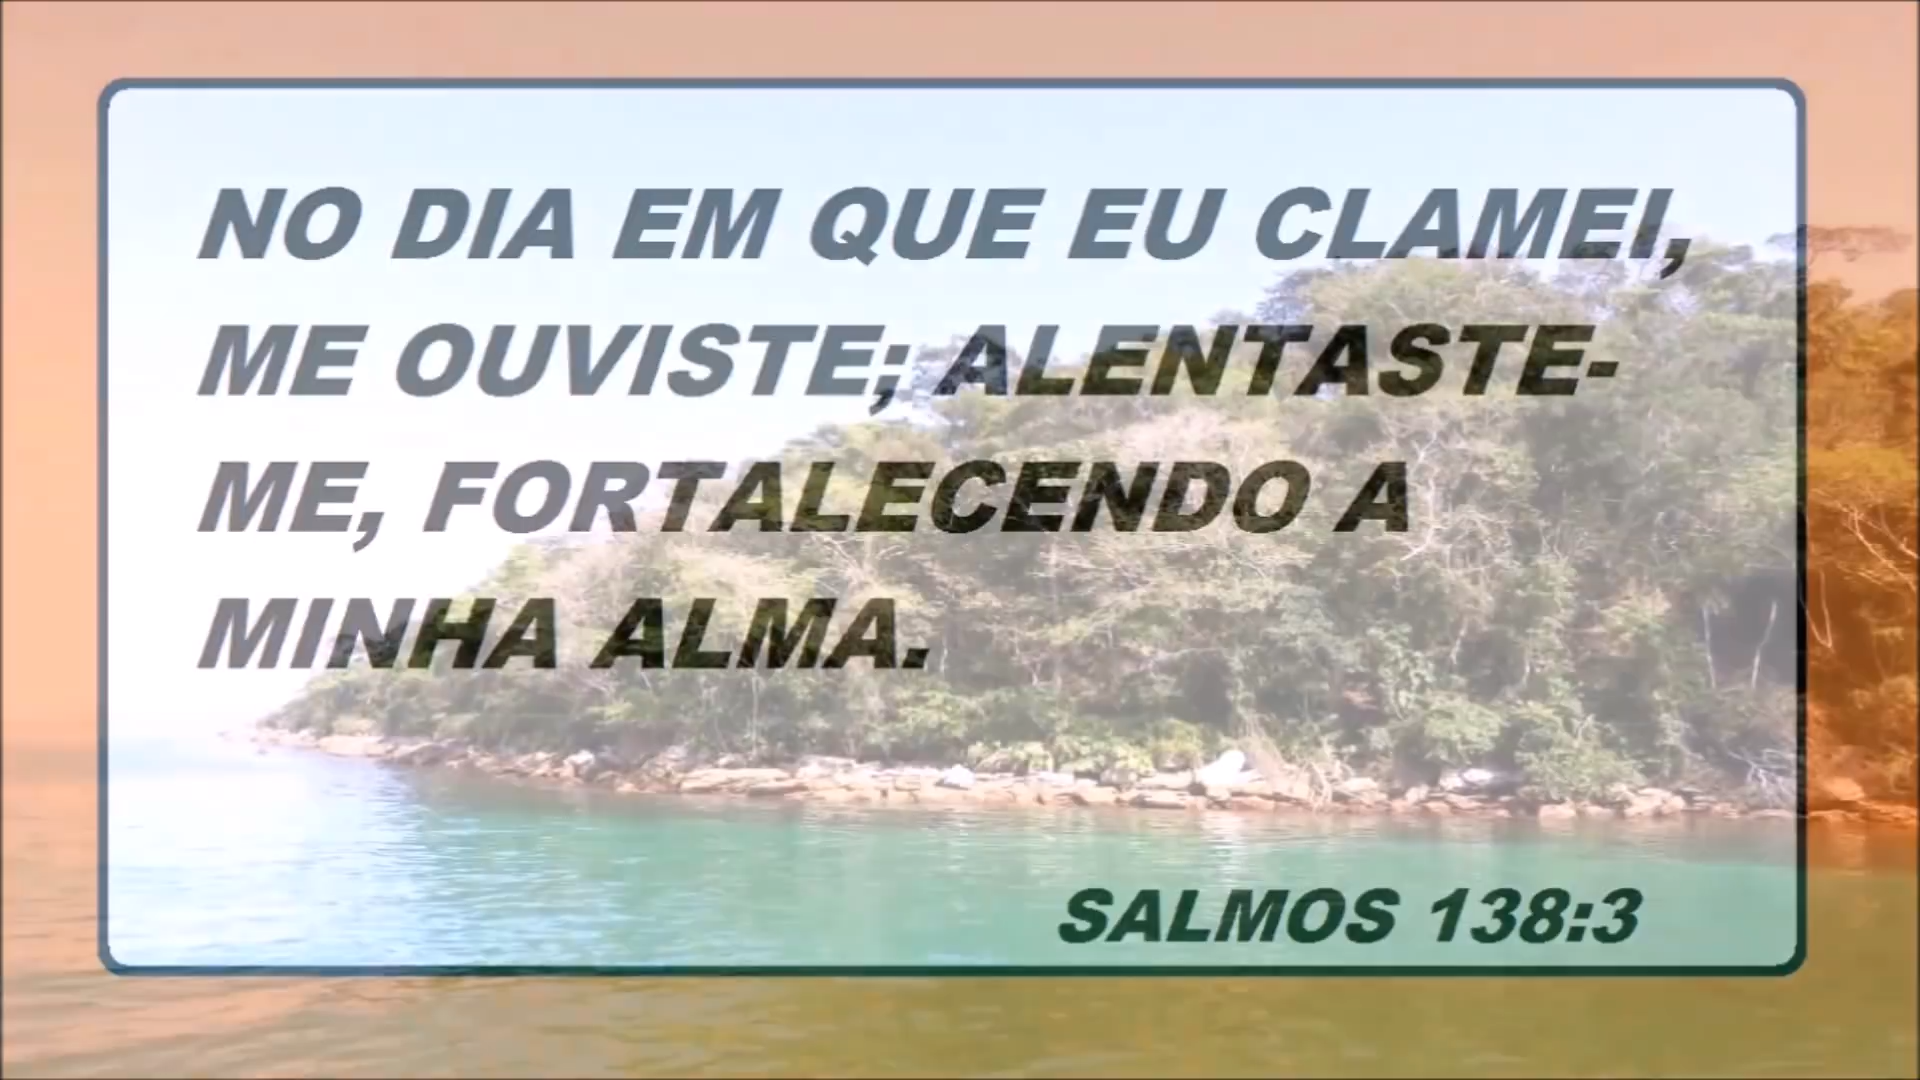 NO DIA EM QUE EU CLAMEI,
ME OUVISTE; ALENTASTE-
ME, FORTALECENDO A
MINHA ALMA.
SALMOS 138:3